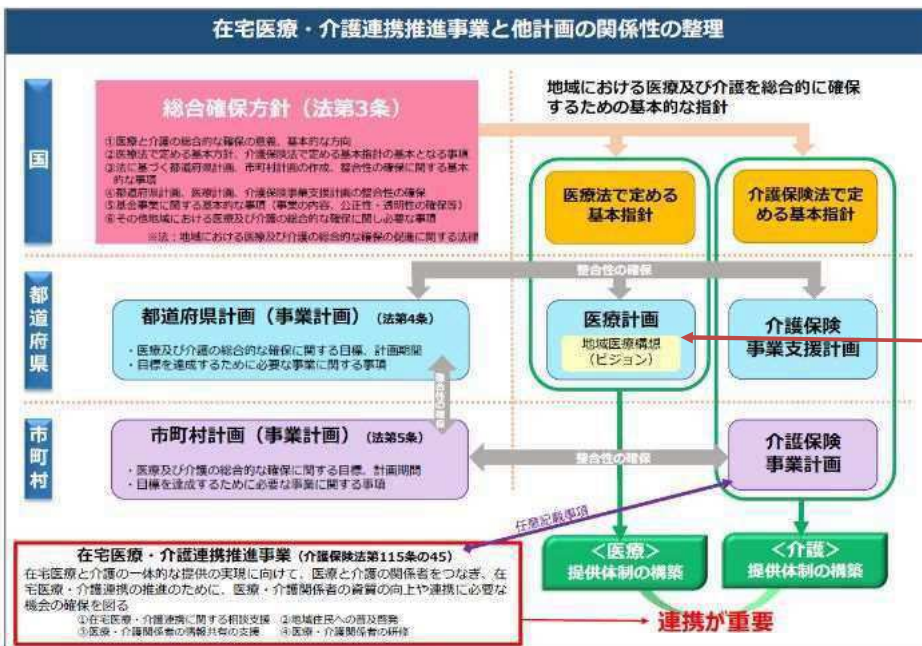 在宅医療・介護連携推進事業と他計画の関係性の整理
国
総合確保方針（法第3条）
①医療と介護の総合的な確保の意義、基本的な方向
②医療法で定める基本方針、介護保険法で定める基本指針の基本となる事項
③法に基づく都道府県計画、市町村計画の作成、整合性の確保に関する基本
的な事項
④都道府県計画、医療計画、介護保険事業支援計画の整合性の確保
⑤基金事業に関する基本的な事項（事業の内容、公正性・透明性の確保等）
⑥その他地域における医療及び介護の総合的な確保に関し必要な事項
※法：地域における医療及び介護の総合的な確保の促進に関する法律
地域における医療及び介護を総合的に確保
するための基本的な指針
医療法で定める
基本指針
介護保険法で定
める基本指針
整合性の確保
都道府県
都道府県計画（事業計画）（法第4条）
・医療及び介護の総合的な確保に関する目標、計画期間
・目標を達成するために必要な事業に関する事項
医療計画
地域医療構想
（ビジョン）
介護保険
事業支援計画
整合性の確保
市町村
市町村計画（事業計画）（法第5条）
・医療及び介護の総合的な確保に関する目標、計画期間
・目標を達成するために必要な事業に関する事項
整合性の確保
介護保険
事業計画
任意記載事項
在宅医療・介護連携推進事業（介護保険法第115条の45）
在宅医療と介護の一体的な提供の実現に向けて、医療と介護の関係者をつなぎ、在
宅医療・介護連携の推進のために、医療・介護関係者の資質の向上や連携に必要な
機会の確保を図る
①在宅医療・介護連携に関する相談支援 ②地域住民への普及啓発
③医療・介護関係者の情報共有の支援 ④医療・介護関係者の研修
＜医療＞
提供体制の構築
＜介護＞
提供体制の構築
連携が重要